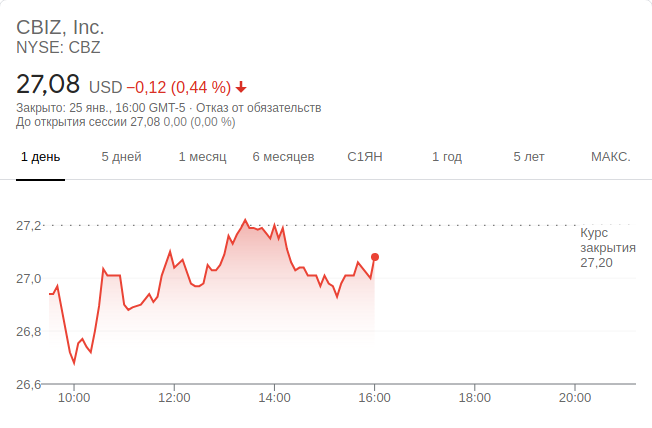 CBIZ, Inc.
NYSE: CBZ
27,08 USD −0,12 (0,44 %)
Закрыто: 25 янв., 16:00 GMT-5 · Отказ от обязательств
До открытия сессии 27,08 0,00 (0,00 %)
1 день 5 дней 1 месяц 6 месяцев С1ЯН 1 год 5 лет МАКС.
27,2
Курс
закрытия
27,20
27,0
26,8
26,6
10:00 12:00 14:00 16:00 18:00 20:00